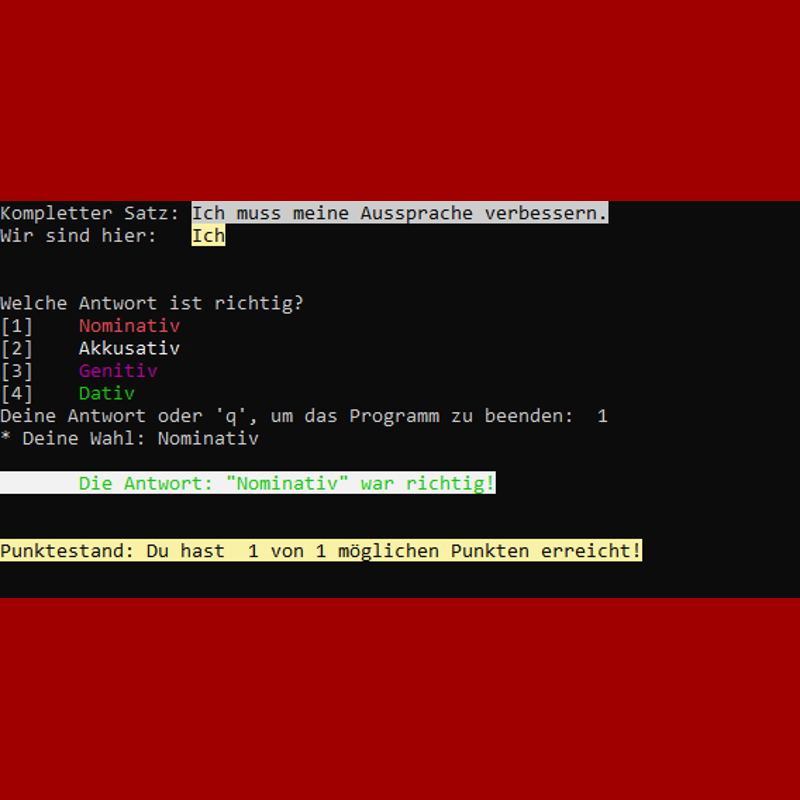 Kompletter Satz: Ich muss meine Aussprache verbessern.
Wir sind hier: Ich
Welche Antwort ist richtig?
[1] Nominativ
[2] Akkusativ
[3] Genitiv
[4] Dativ
Deine Antwort oder 'q', um das Programm zu beenden: 1
* Deine Wahl: Nominativ
Die Antwort: "Nominativ" war richtig!
Punktestand: Du hast 1 von 1 möglichen Punkten erreicht!